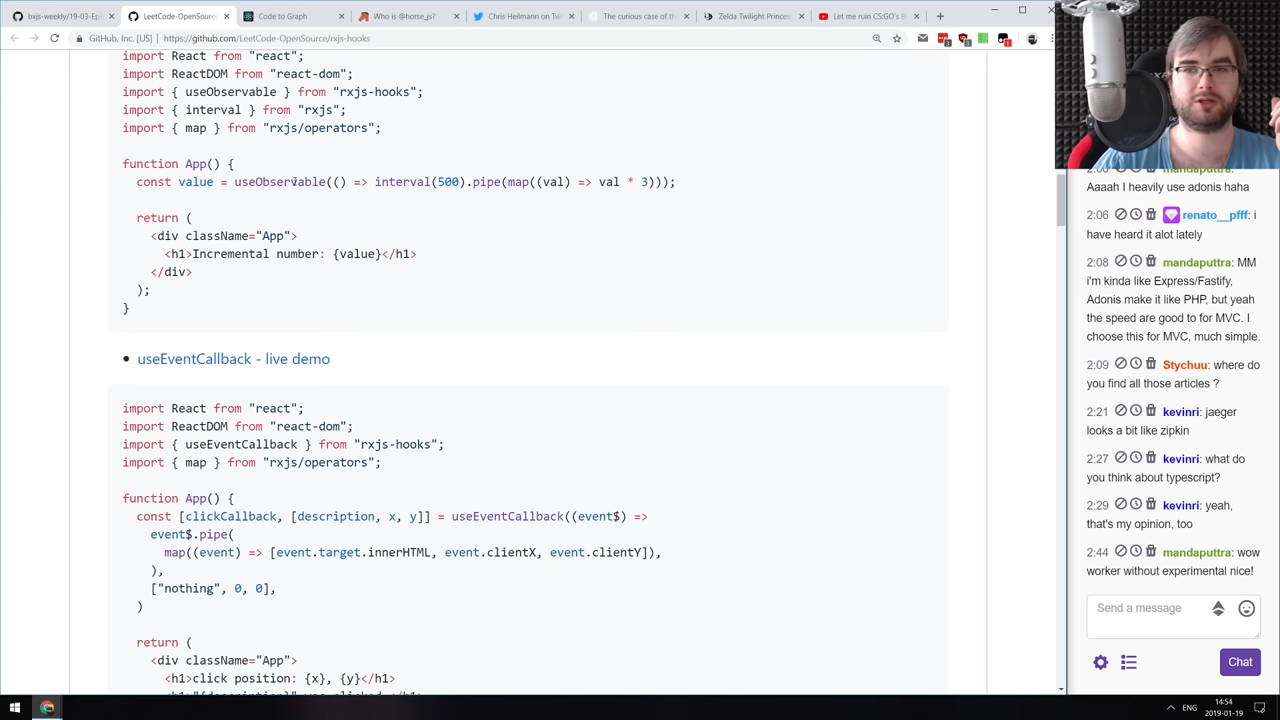 bxjs-weekly/19-03-Ep
LeetCode-OpenSource
Code to Graph
Who is @horse_js?
Chris Heilmann on Tw
The curious case of th
Zelda Twilight Princes
Let me ruin CS:GO's B
GitHub, Inc. [US] | https://github.com/LeetCode-OpenSource/rxjs-hooks
import React from "react";
import ReactDOM from "react-dom";
import { useObservable } from "rxjs-hooks";
import { interval } from "rxjs";
import { map } from "rxjs/operators";
function App() {
const value = useObservable(() => interval(500).pipe(map((val) => val * 3)));
return (
<div className="App">
<h1>Incremental number: {value}</h1>
</div>
);
}
• useEventCallback - live demo
import React from "react";
import ReactDOM from "react-dom";
import { useEventCallback } from "rxjs-hooks";
import { map } from "rxjs/operators";
function App() {
const [clickCallback, [description, x, y]] = useEventCallback((event$) =>
event$.pipe(
map((event) => [event.target.innerHTML, event.clientX, event.clientY]),
),
["nothing", 0, 0],
)
return (
<div className="App">
<h1>click position: {x}, {y}</h1>
mandaputtra:
Aaaah I heavily use adonis haha
2:06 renato__pfff: i
have heard it alot lately
2:08 mandaputtra: MM
i'm kinda like Express/Fastify,
Adonis make it like PHP, but yeah
the speed are good to for MVC. I
choose this for MVC, much simple.
2:09 Stychuu: where do
you find all those articles ?
2:21 kevinri: jaeger
looks a bit like zipkin
2:27 kevinri: what do
you think about typescript?
2:29 kevinri: yeah,
that's my opinion, too
2:44 mandaputtra: wow
worker without experimental nice!
Send a message
Chat
ENG
14:54
2019-01-19